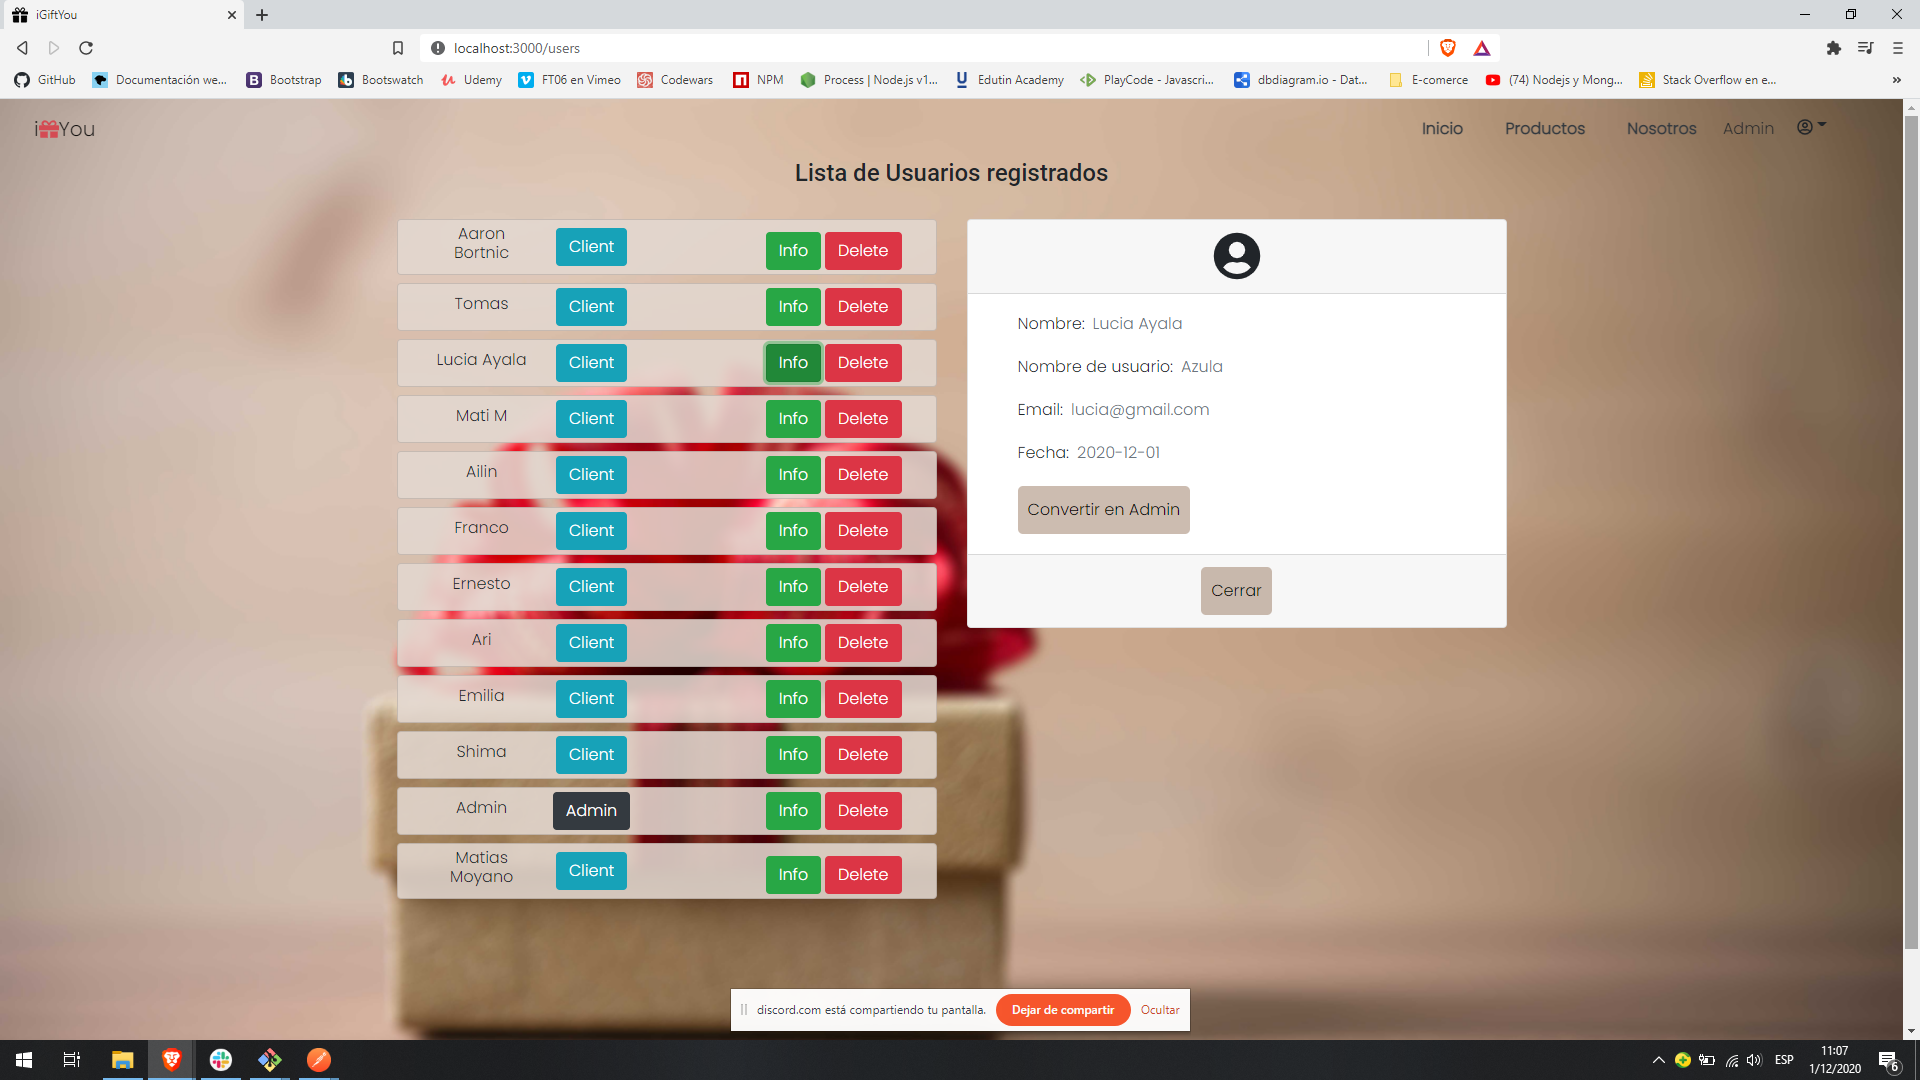 iGiftYou
localhost:3000/users
GitHub
Documentación we...
Bootstrap
Bootswatch
Udemy
FT06 en Vimeo
Codewars
NPM
Process | Node.js v1...
Edutin Academy
PlayCode - Javascri...
dbdiagram.io - Dat...
E-comerce
(74) Nodejs y Mong...
Stack Overflow en e...
»
i You
Inicio
Productos
Nosotros
Admin
Lista de Usuarios registrados
Aaron
Bortnic
Client
Info
Delete
Tomas
Client
Info
Delete
Lucia Ayala
Client
Info
Delete
Mati M
Client
Info
Delete
Ailin
Client
Info
Delete
Franco
Client
Info
Delete
Ernesto
Client
Info
Delete
Ari
Client
Info
Delete
Emilia
Client
Info
Delete
Shima
Client
Info
Delete
Admin
Admin
Info
Delete
Matias
Moyano
Client
Info
Delete
Nombre: Lucia Ayala
Nombre de usuario: Azula
Email: lucia@gmail.com
Fecha: 2020-12-01
Convertir en Admin
Cerrar
discord.com está compartiendo tu pantalla.
Dejar de compartir
Ocultar
ESP
11:07
1/12/2020
6